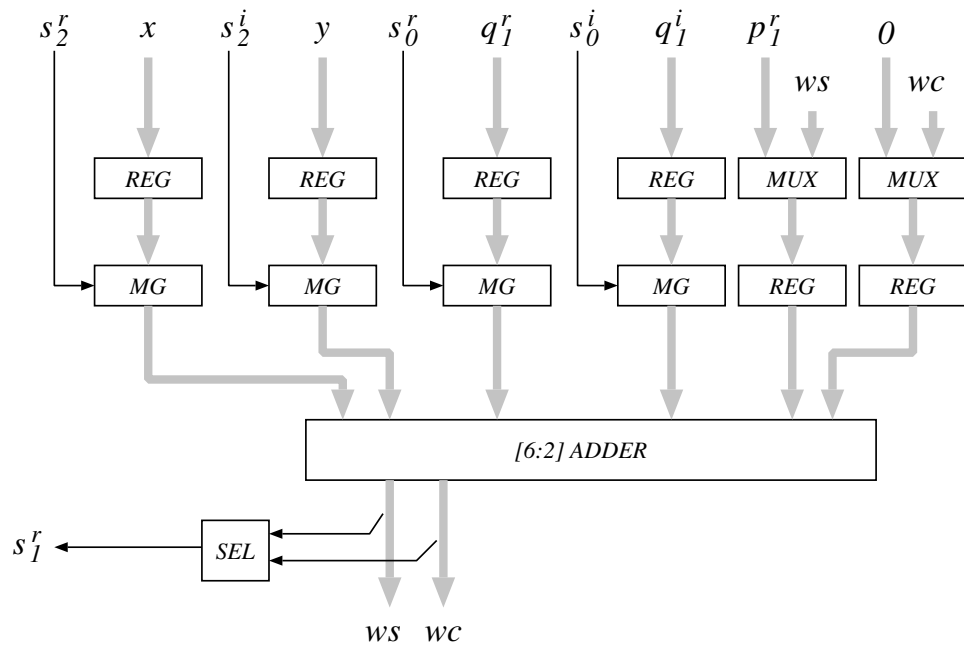 s_2^r x s_2^i y s_0^r q_1^r s_0^i q_1^i p_1^r 0
ws wc
REG REG REG REG MUX MUX
MG MG MG MG REG REG
[6:2] ADDER
s_1^r SEL
ws wc